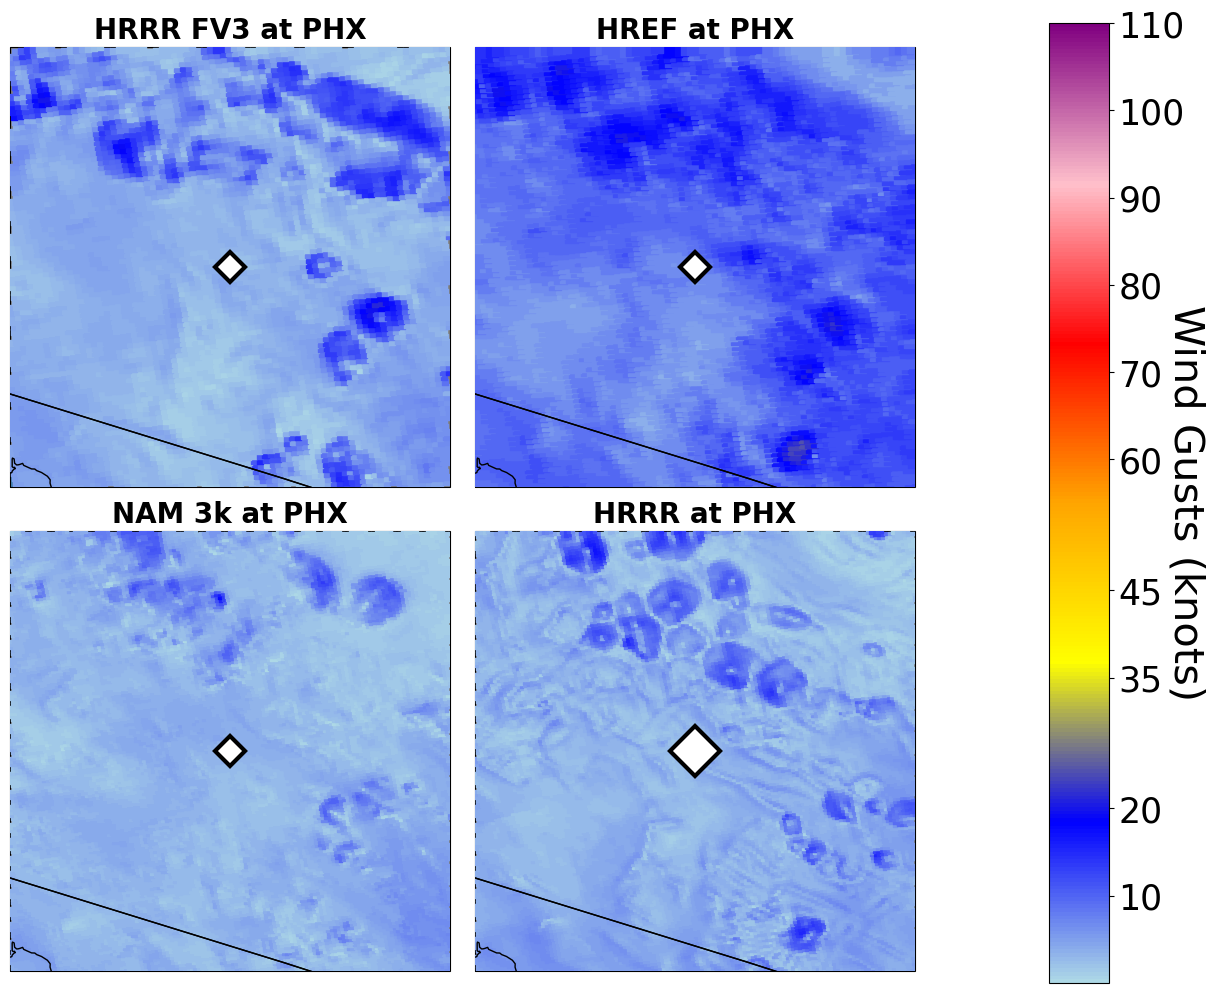 HRRR FV3 at PHX
HREF at PHX
NAM 3k at PHX
HRRR at PHX
110
100
90
80
70
60
45
35
20
10
Wind Gusts (knots)